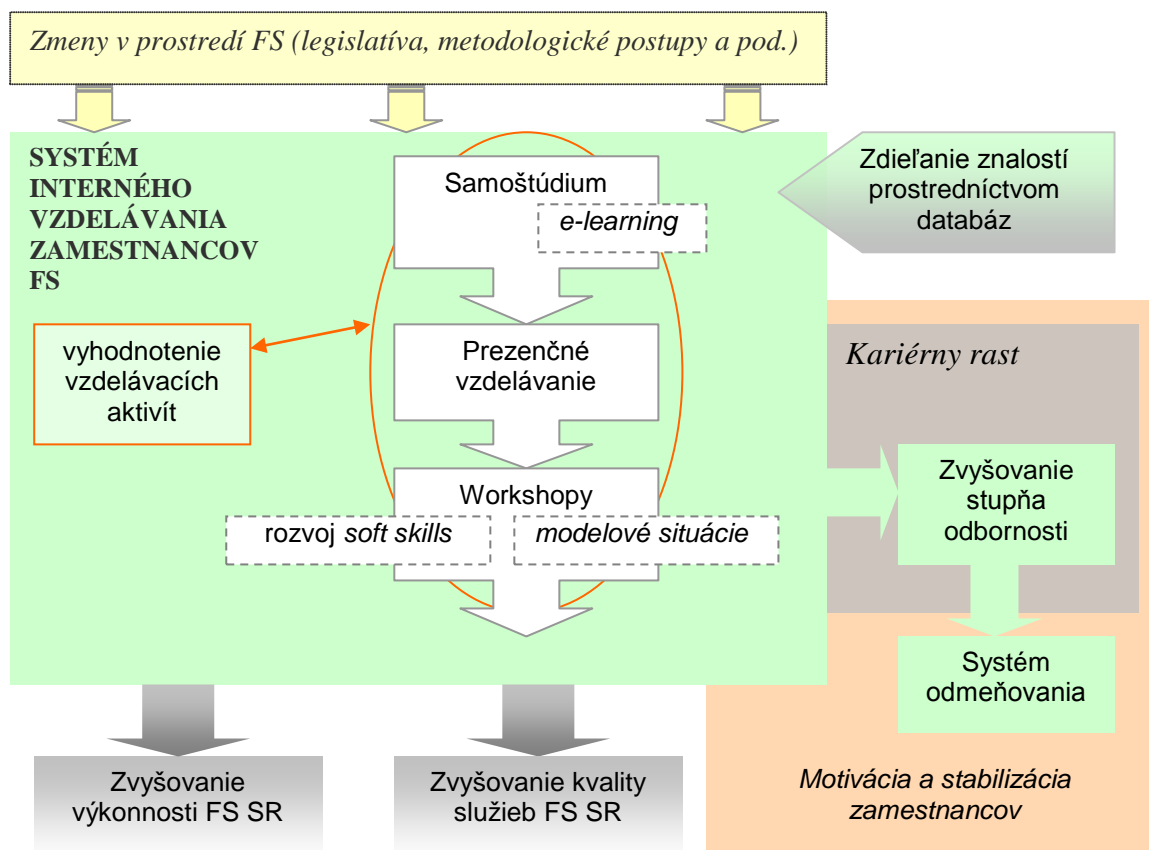 Zmeny v prostredí FS (legislatíva, metodologické postupy a pod.)
SYSTÉM
INTERNÉHO
VZDELÁVANIA
ZAMESTNANCOV
FS
Samoštúdium
e-learning
Zdieľanie znalostí
prostredníctvom
databáz
vyhodnotenie
vzdelávacích
aktivít
Prezenčné
vzdelávanie
Kariérny rast
Workshopy
rozvoj soft skills
modelové situácie
Zvyšovanie
stupňa
odbornosti
Systém
odmeňovania
Zvyšovanie
výkonnosti FS SR
Zvyšovanie kvality
služieb FS SR
Motivácia a stabilizácia
zamestnancov